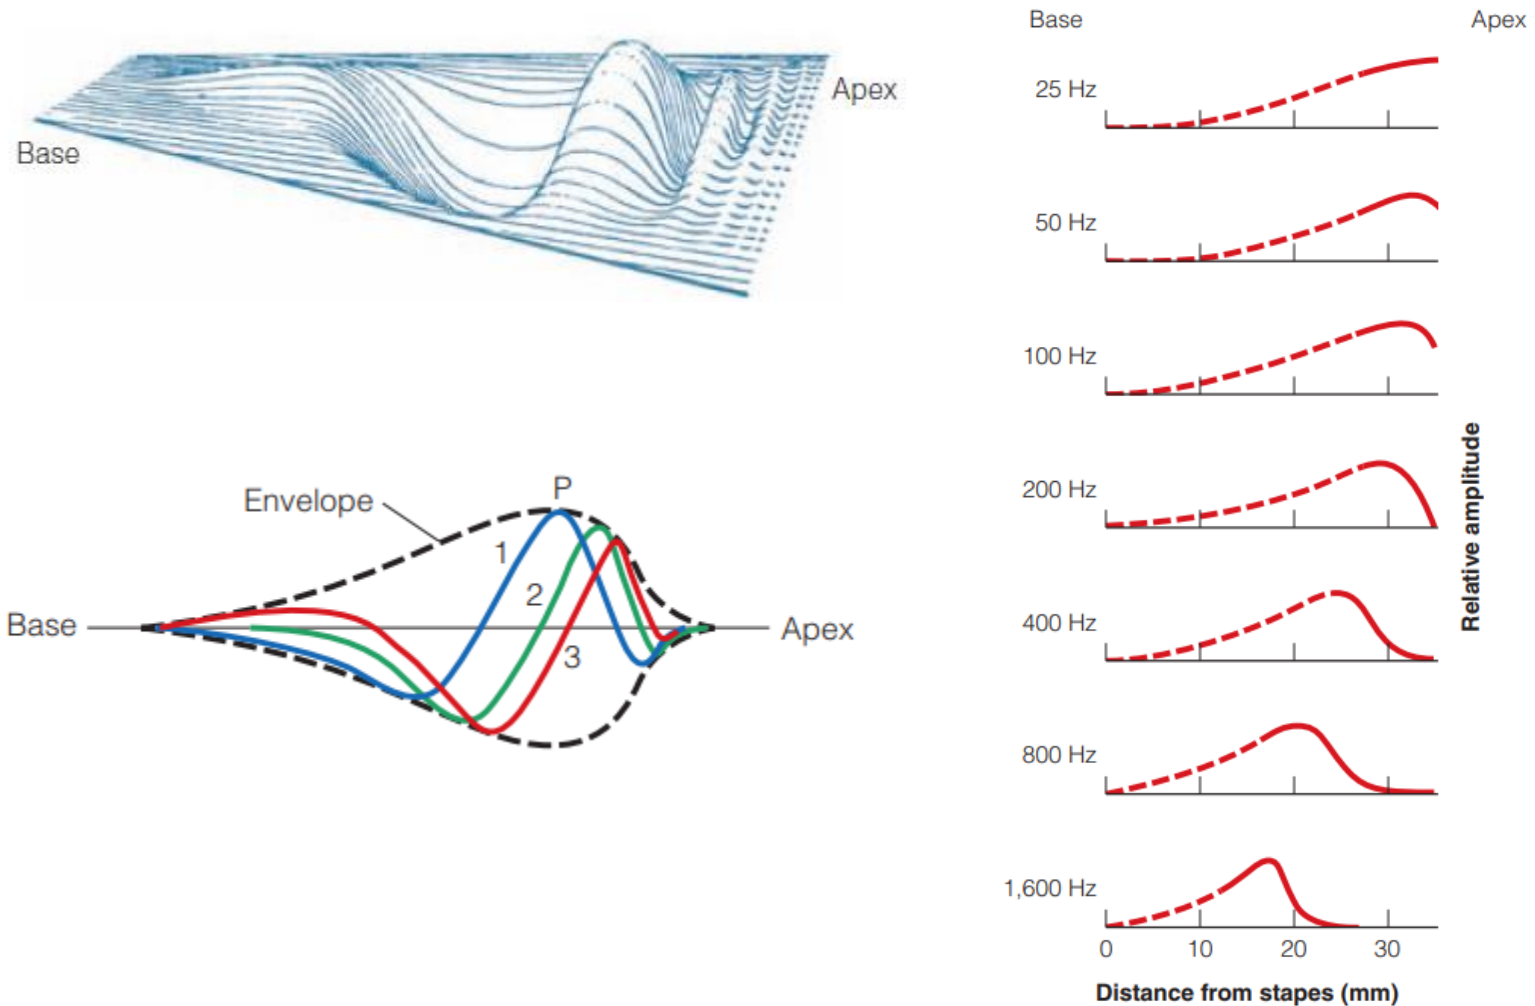 Base
Apex
Envelope
P
1
2
3
Base
Apex
Base
Apex
25 Hz
50 Hz
100 Hz
200 Hz
400 Hz
800 Hz
1,600 Hz
0 10 20 30
Distance from stapes (mm)
Relative amplitude